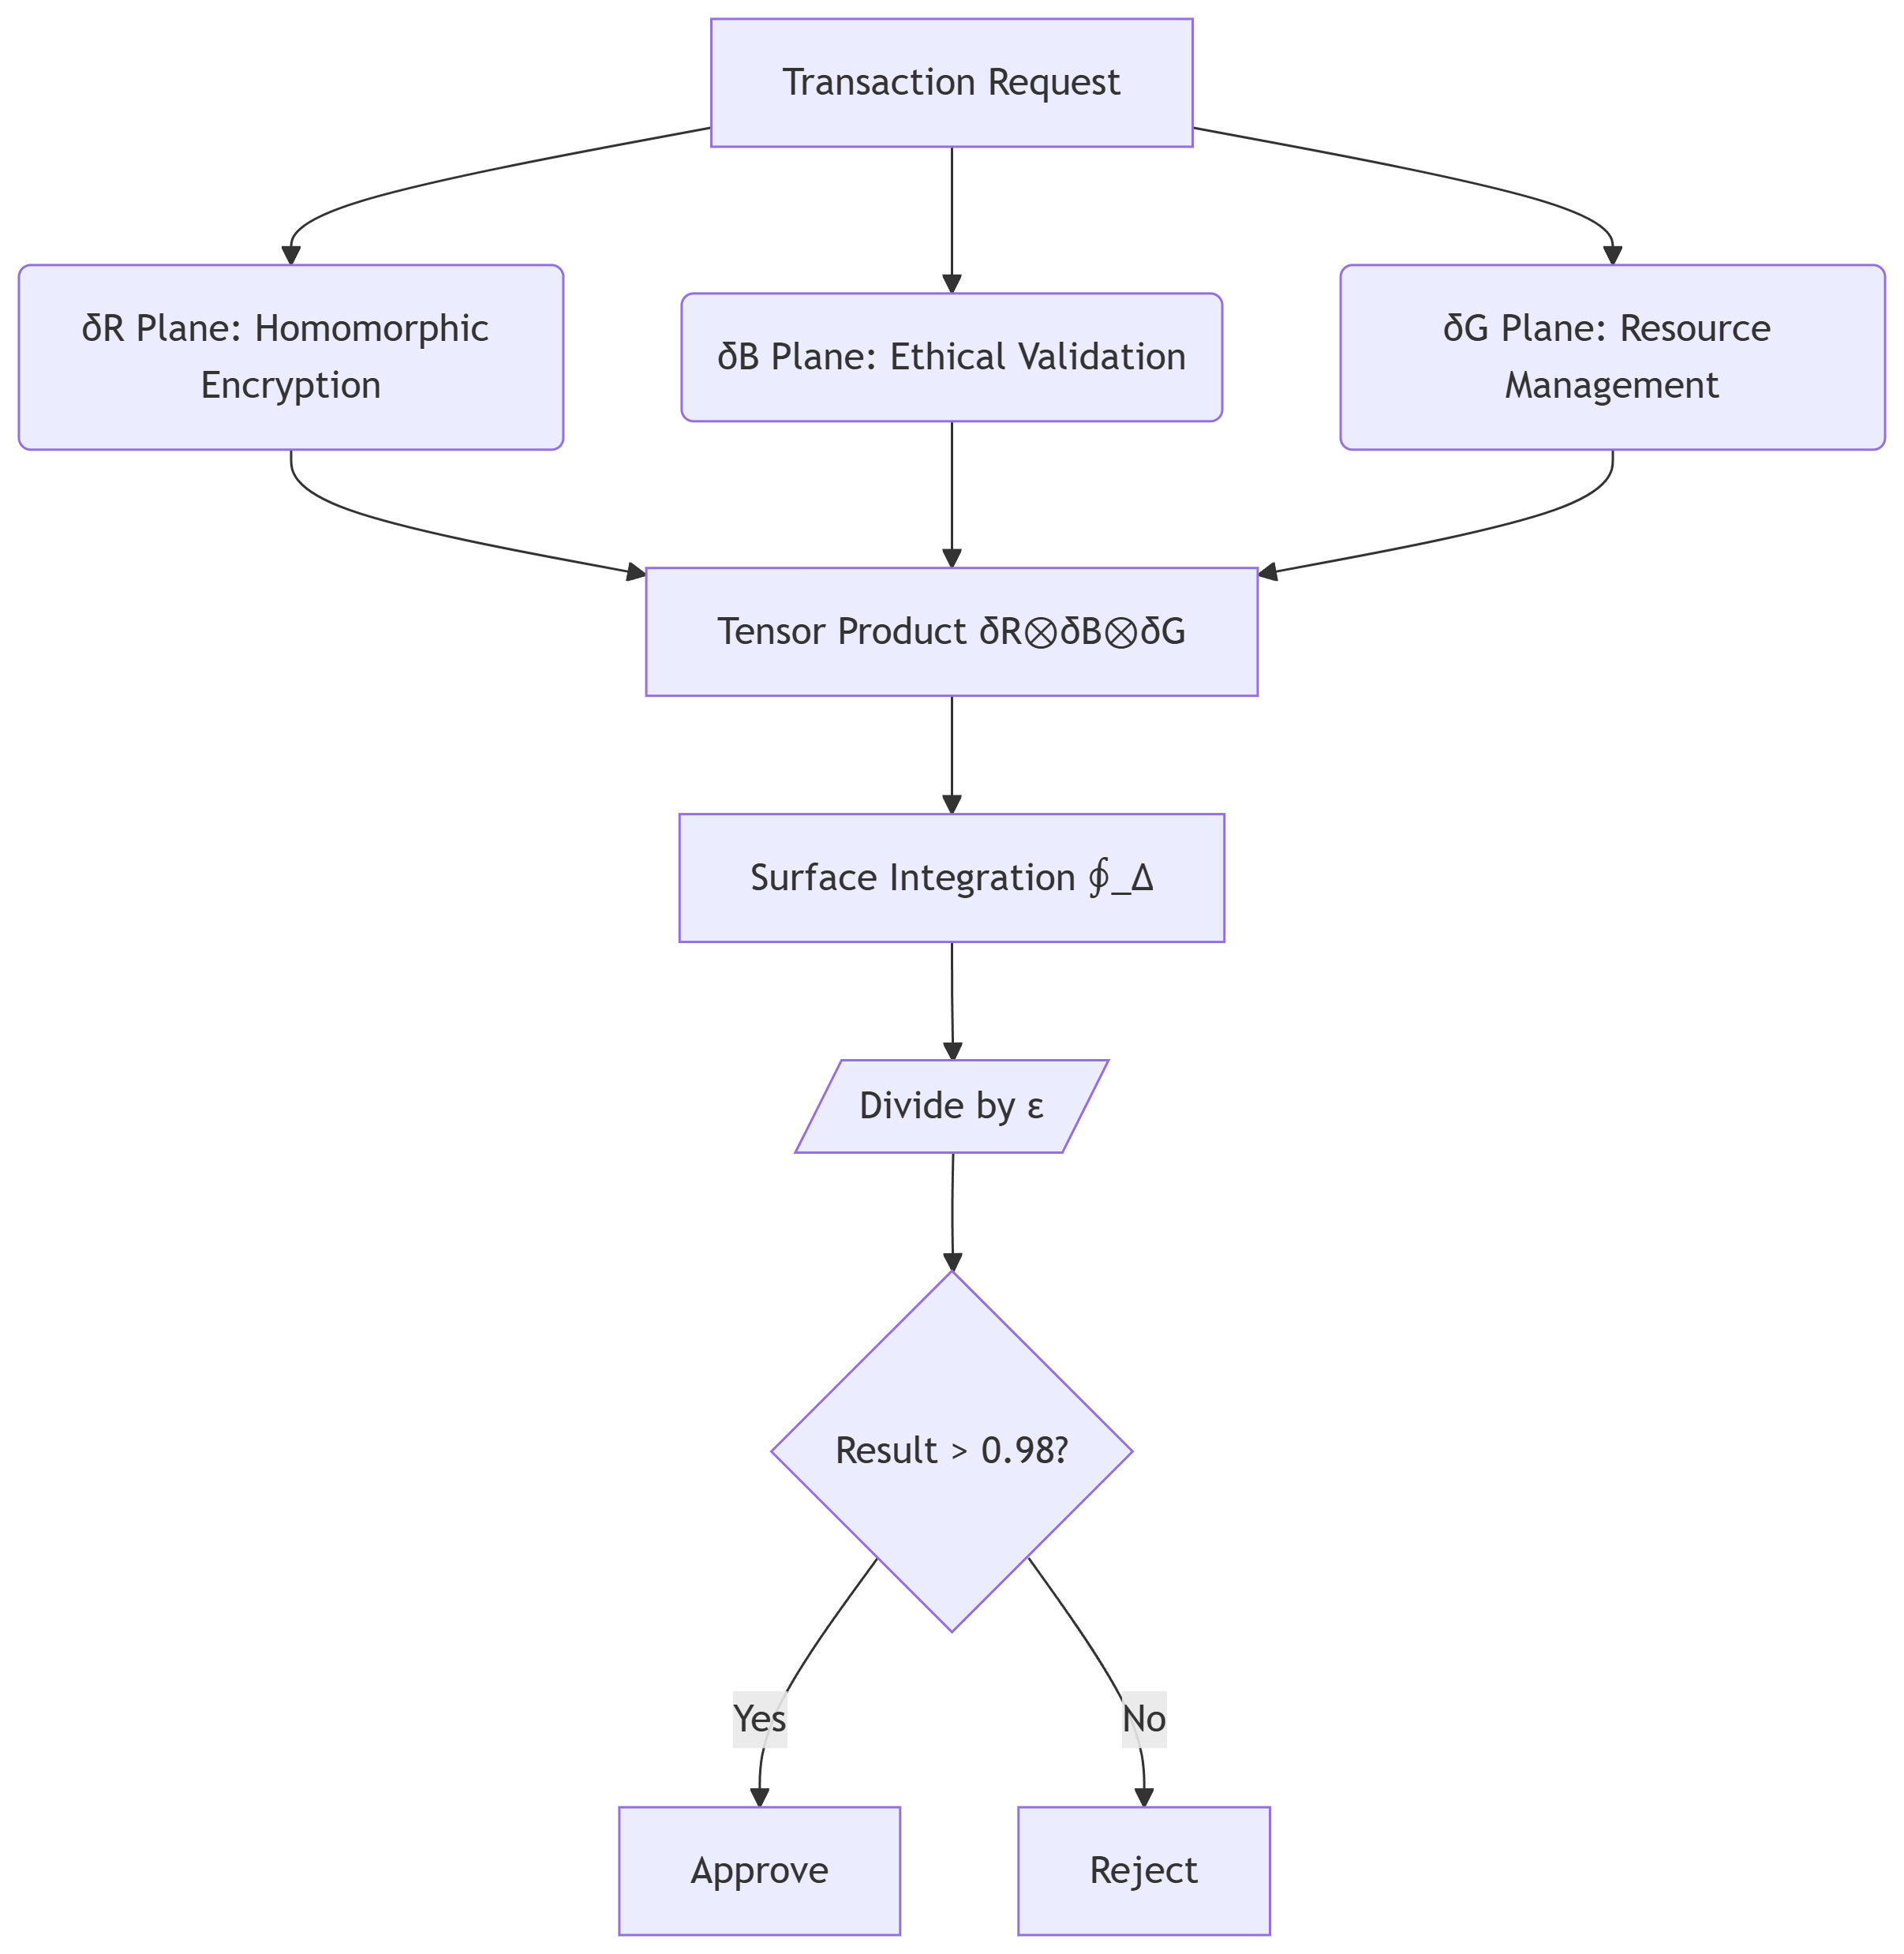 Transaction Request
δR Plane: Homomorphic
Encryption
δB Plane: Ethical Validation
δG Plane: Resource
Management
Tensor Product δR⊗δB⊗δG
Surface Integration ∮_Δ
Divide by ε
Result > 0.98?
Yes
No
Approve
Reject